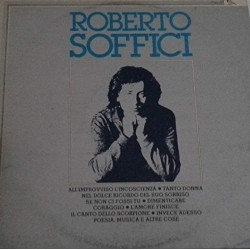 ROBERTO
SOFFICI
ALL'IMPROVVISO L'INCOSCIENZA • TANTO DONNA
NEL DOLCE RICORDO DEL SUO SORRISO
SE NON CI FOSSI TU • DIMENTICARE
CORAGGIO • L'AMORE FINISCE
IL CANTO DELLO SCORPIONE • INVECE ADESSO
POESIA, MUSICA E ALTRE COSE